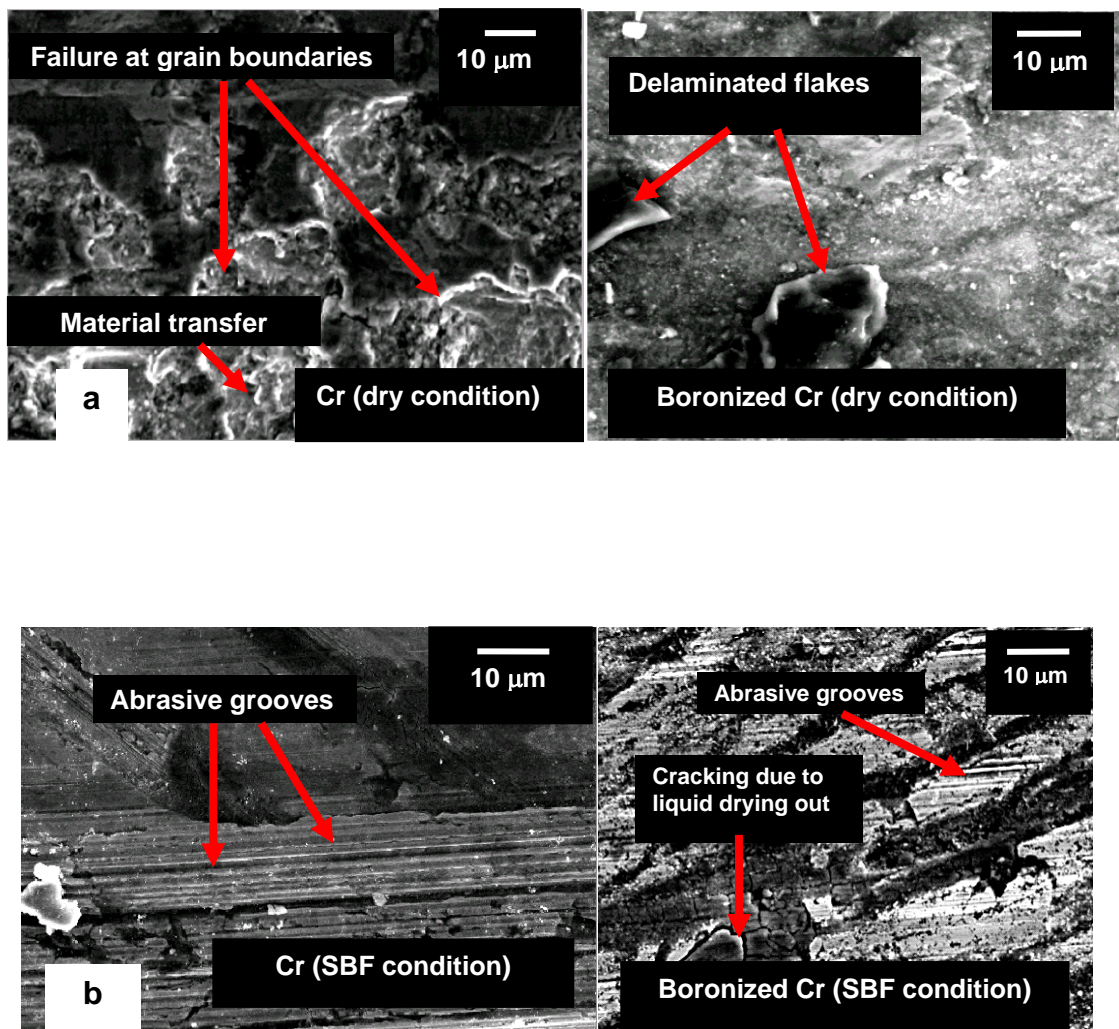 Failure at grain boundaries
10 μm
Material transfer
a
Cr (dry condition)
10 μm
Delaminated flakes
Boronized Cr (dry condition)
10 μm
Abrasive grooves
Cr (SBF condition)
b
10 μm
Abrasive grooves
Cracking due to
liquid drying out
Boronized Cr (SBF condition)